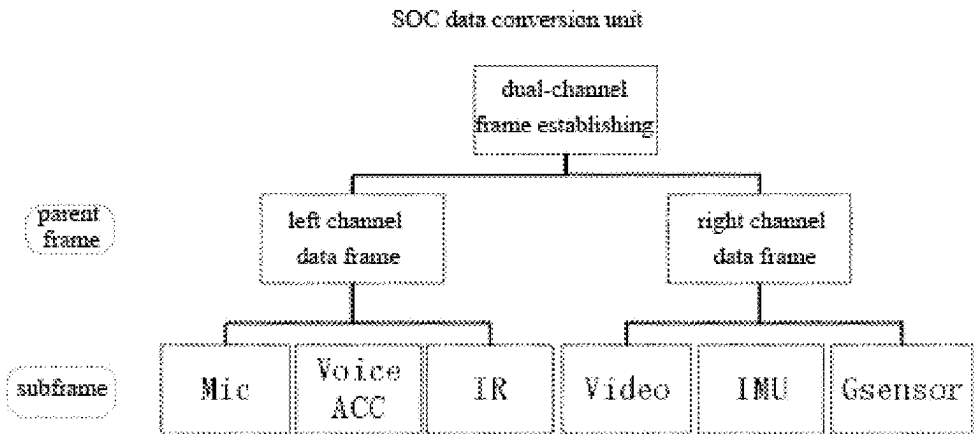 SOC data conversion unit
dual-channel
frame establishing
parent
frame
left channel
data frame
right channel
data frame
subframe
Mic
Voice
ACC
IR
Video
IMU
Gsensor